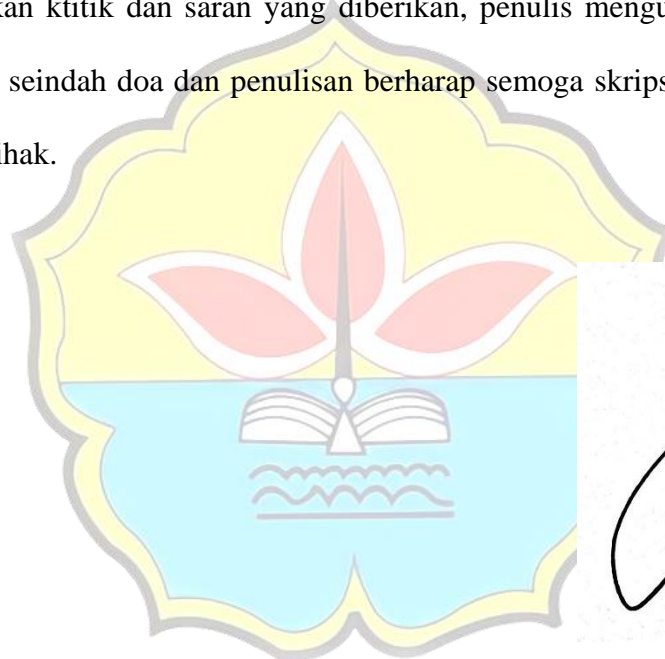 kan ktitik dan saran yang diberikan, penulis mengu
seindah doa dan penulisan berharap semoga skrips
ihak.